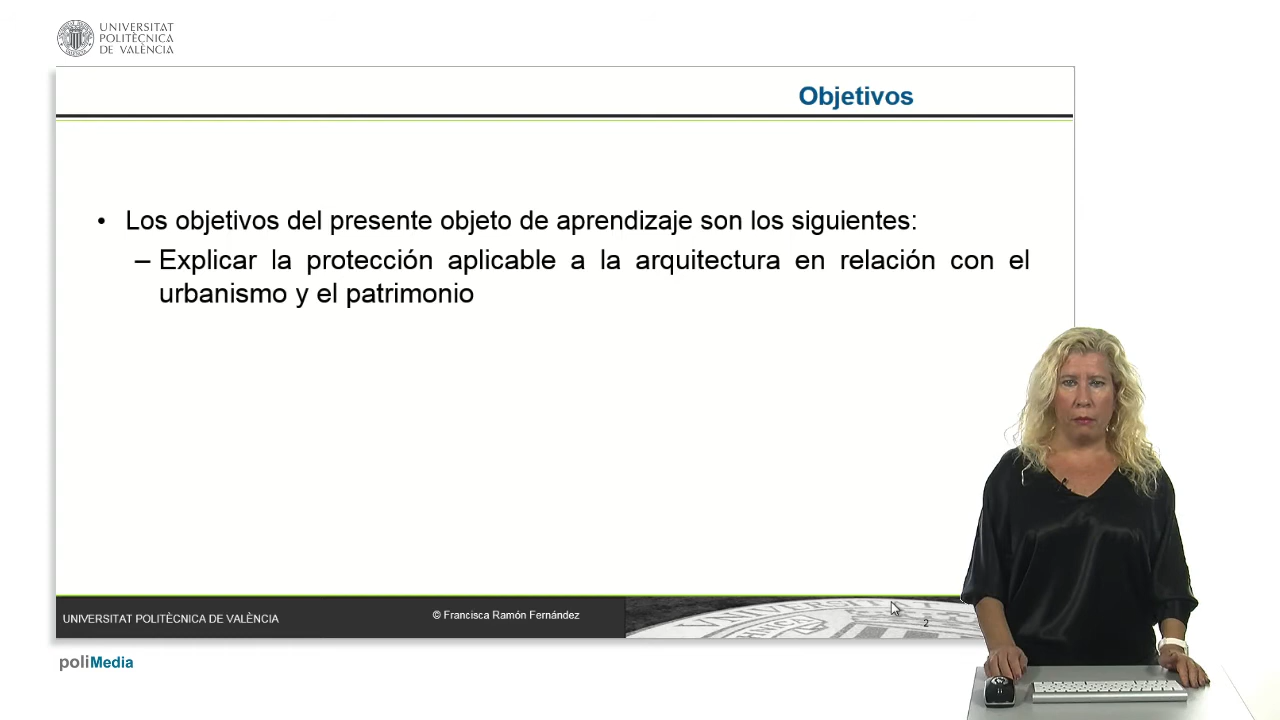 UNIVERSITAT
POLITÈCNICA
DE VALÈNCIA
Objetivos
• Los objetivos del presente objeto de aprendizaje son los siguientes:
– Explicar la protección aplicable a la arquitectura en relación con el
urbanismo y el patrimonio
UNIVERSITAT POLITÈCNICA DE VALÈNCIA
© Francisca Ramón Fernández
2
poliMedia